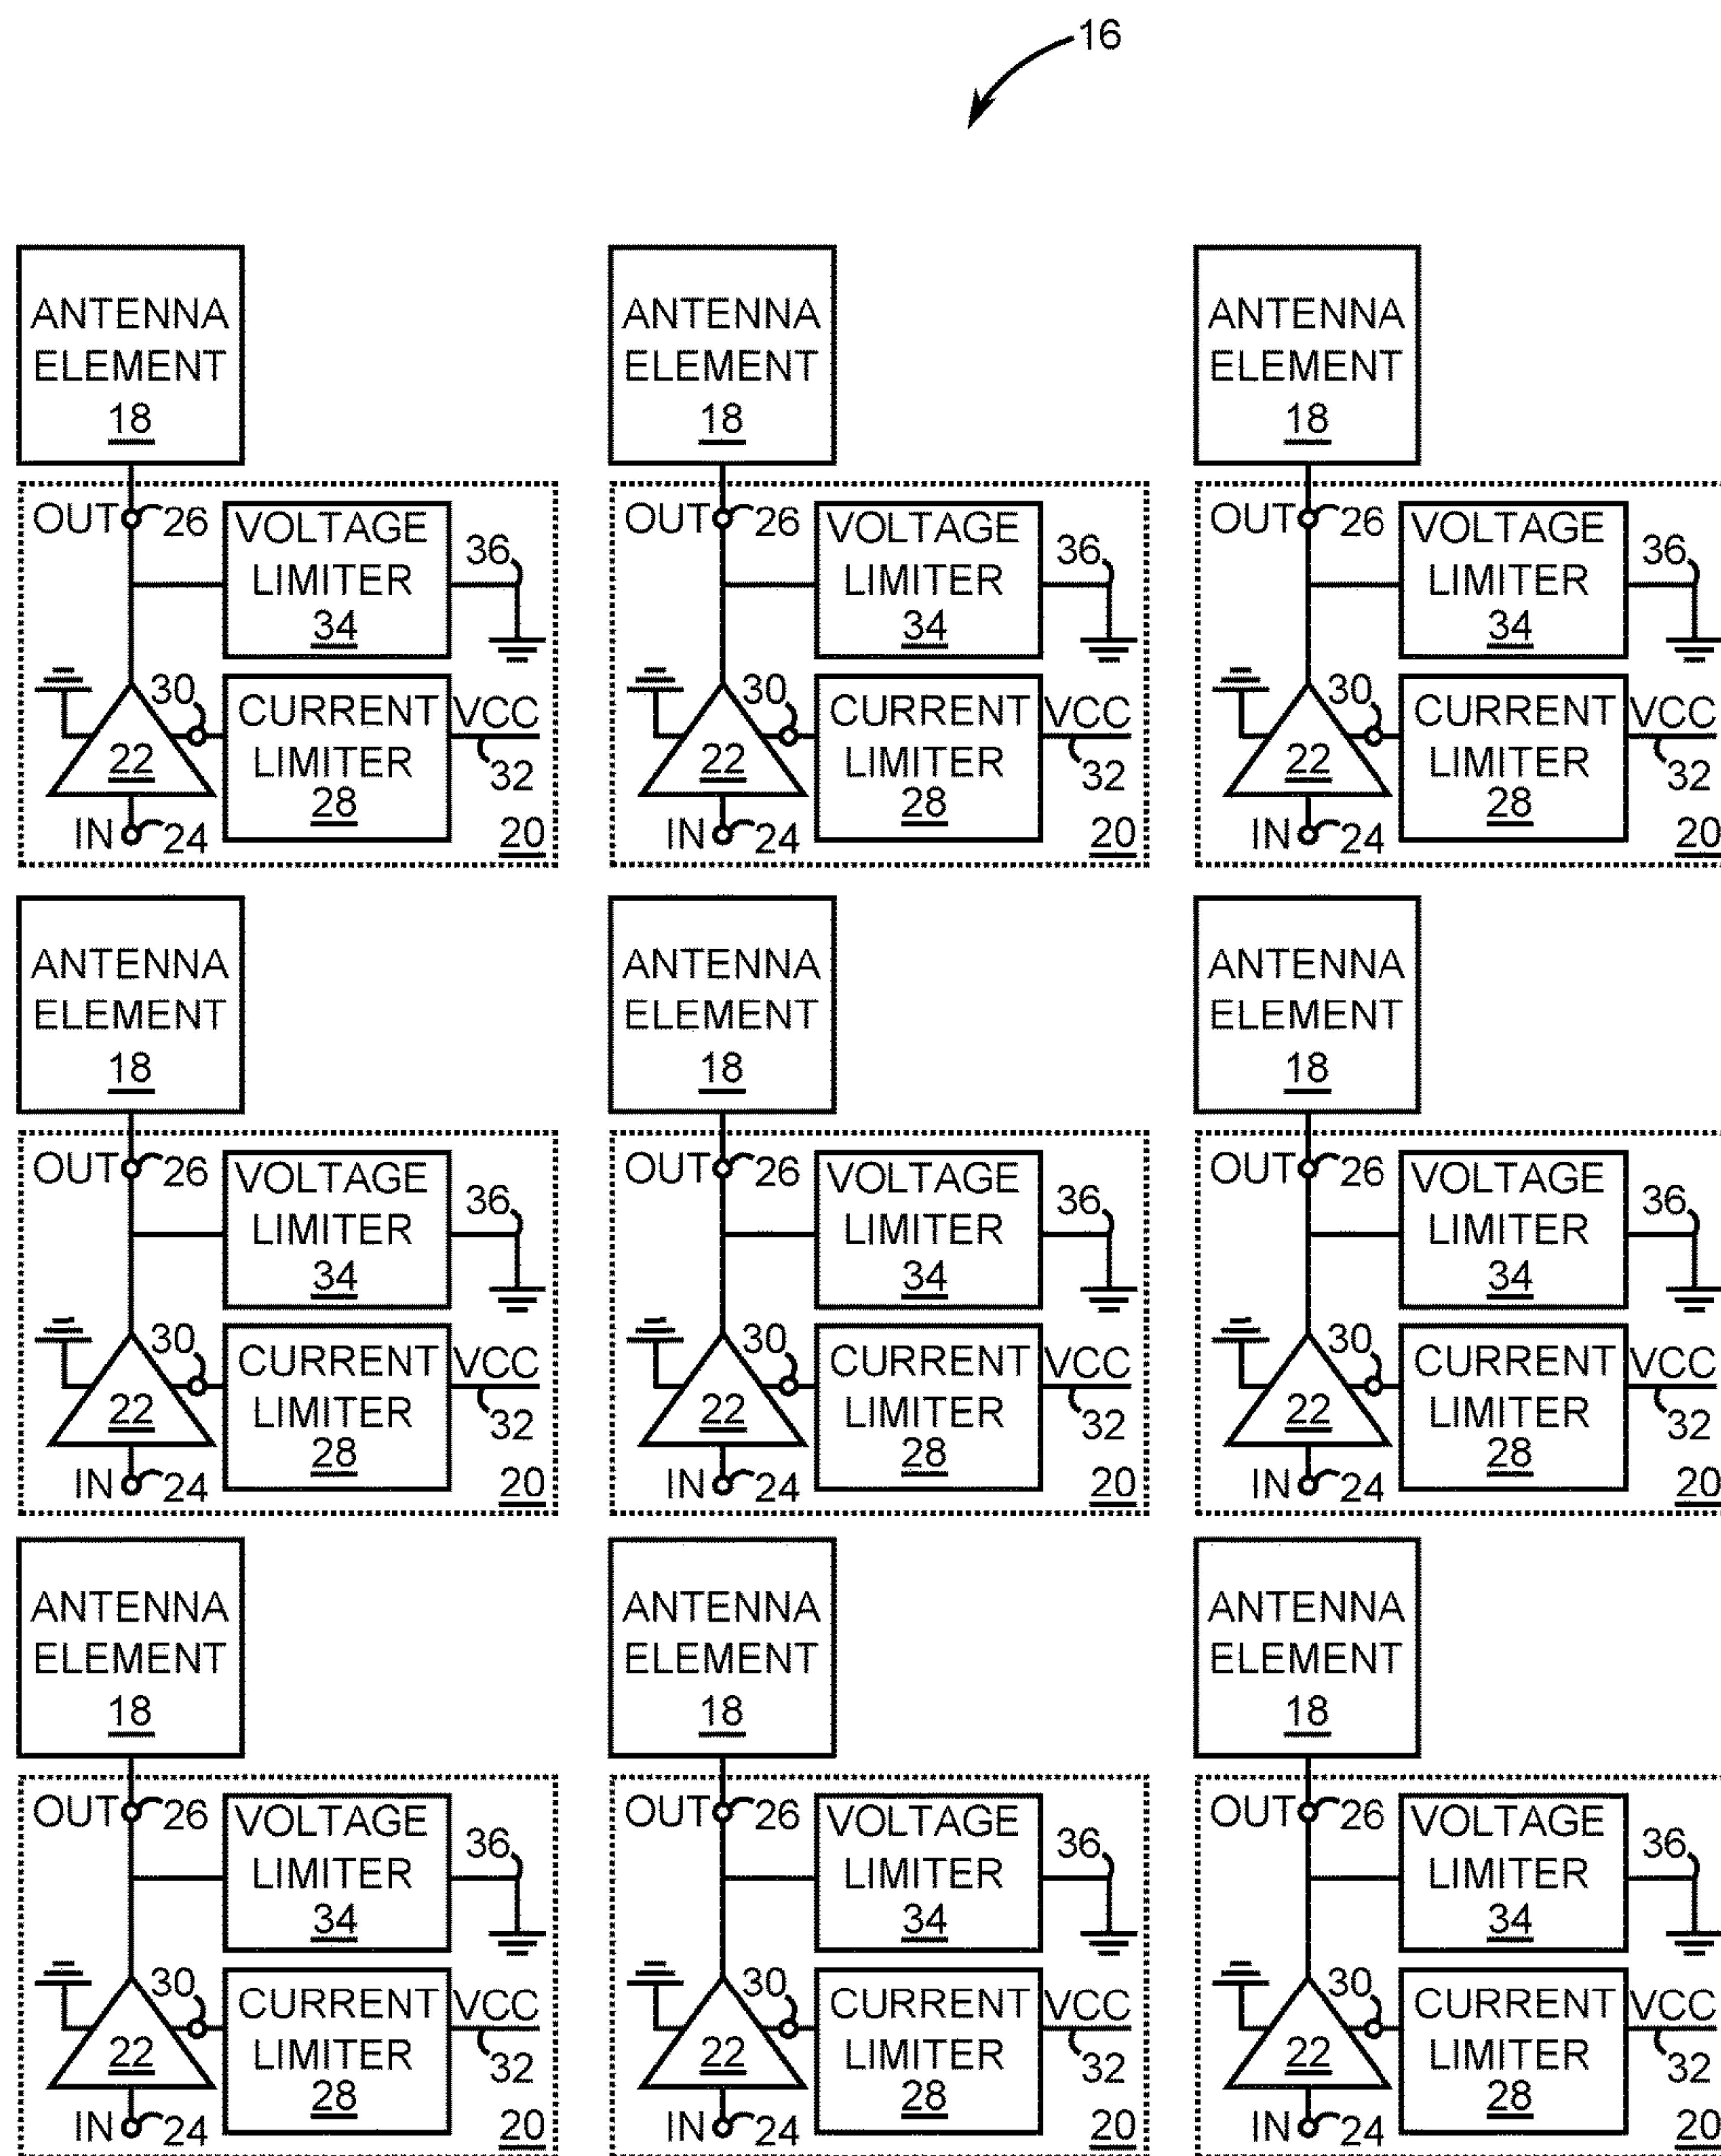 16
ANTENNA ELEMENT 18
ANTENNA ELEMENT 18
ANTENNA ELEMENT 18
OUT 26 VOLTAGE LIMITER 34 36
30 CURRENT LIMITER 28 VCC 32
22
IN 24 20
OUT 26 VOLTAGE LIMITER 34 36
30 CURRENT LIMITER 28 VCC 32
22
IN 24 20
OUT 26 VOLTAGE LIMITER 34 36
30 CURRENT LIMITER 28 VCC 32
22
IN 24 20
ANTENNA ELEMENT 18
ANTENNA ELEMENT 18
ANTENNA ELEMENT 18
OUT 26 VOLTAGE LIMITER 34 36
30 CURRENT LIMITER 28 VCC 32
22
IN 24 20
OUT 26 VOLTAGE LIMITER 34 36
30 CURRENT LIMITER 28 VCC 32
22
IN 24 20
OUT 26 VOLTAGE LIMITER 34 36
30 CURRENT LIMITER 28 VCC 32
22
IN 24 20
ANTENNA ELEMENT 18
ANTENNA ELEMENT 18
ANTENNA ELEMENT 18
OUT 26 VOLTAGE LIMITER 34 36
30 CURRENT LIMITER 28 VCC 32
22
IN 24 20
OUT 26 VOLTAGE LIMITER 34 36
30 CURRENT LIMITER 28 VCC 32
22
IN 24 20
OUT 26 VOLTAGE LIMITER 34 36
30 CURRENT LIMITER 28 VCC 32
22
IN 24 20